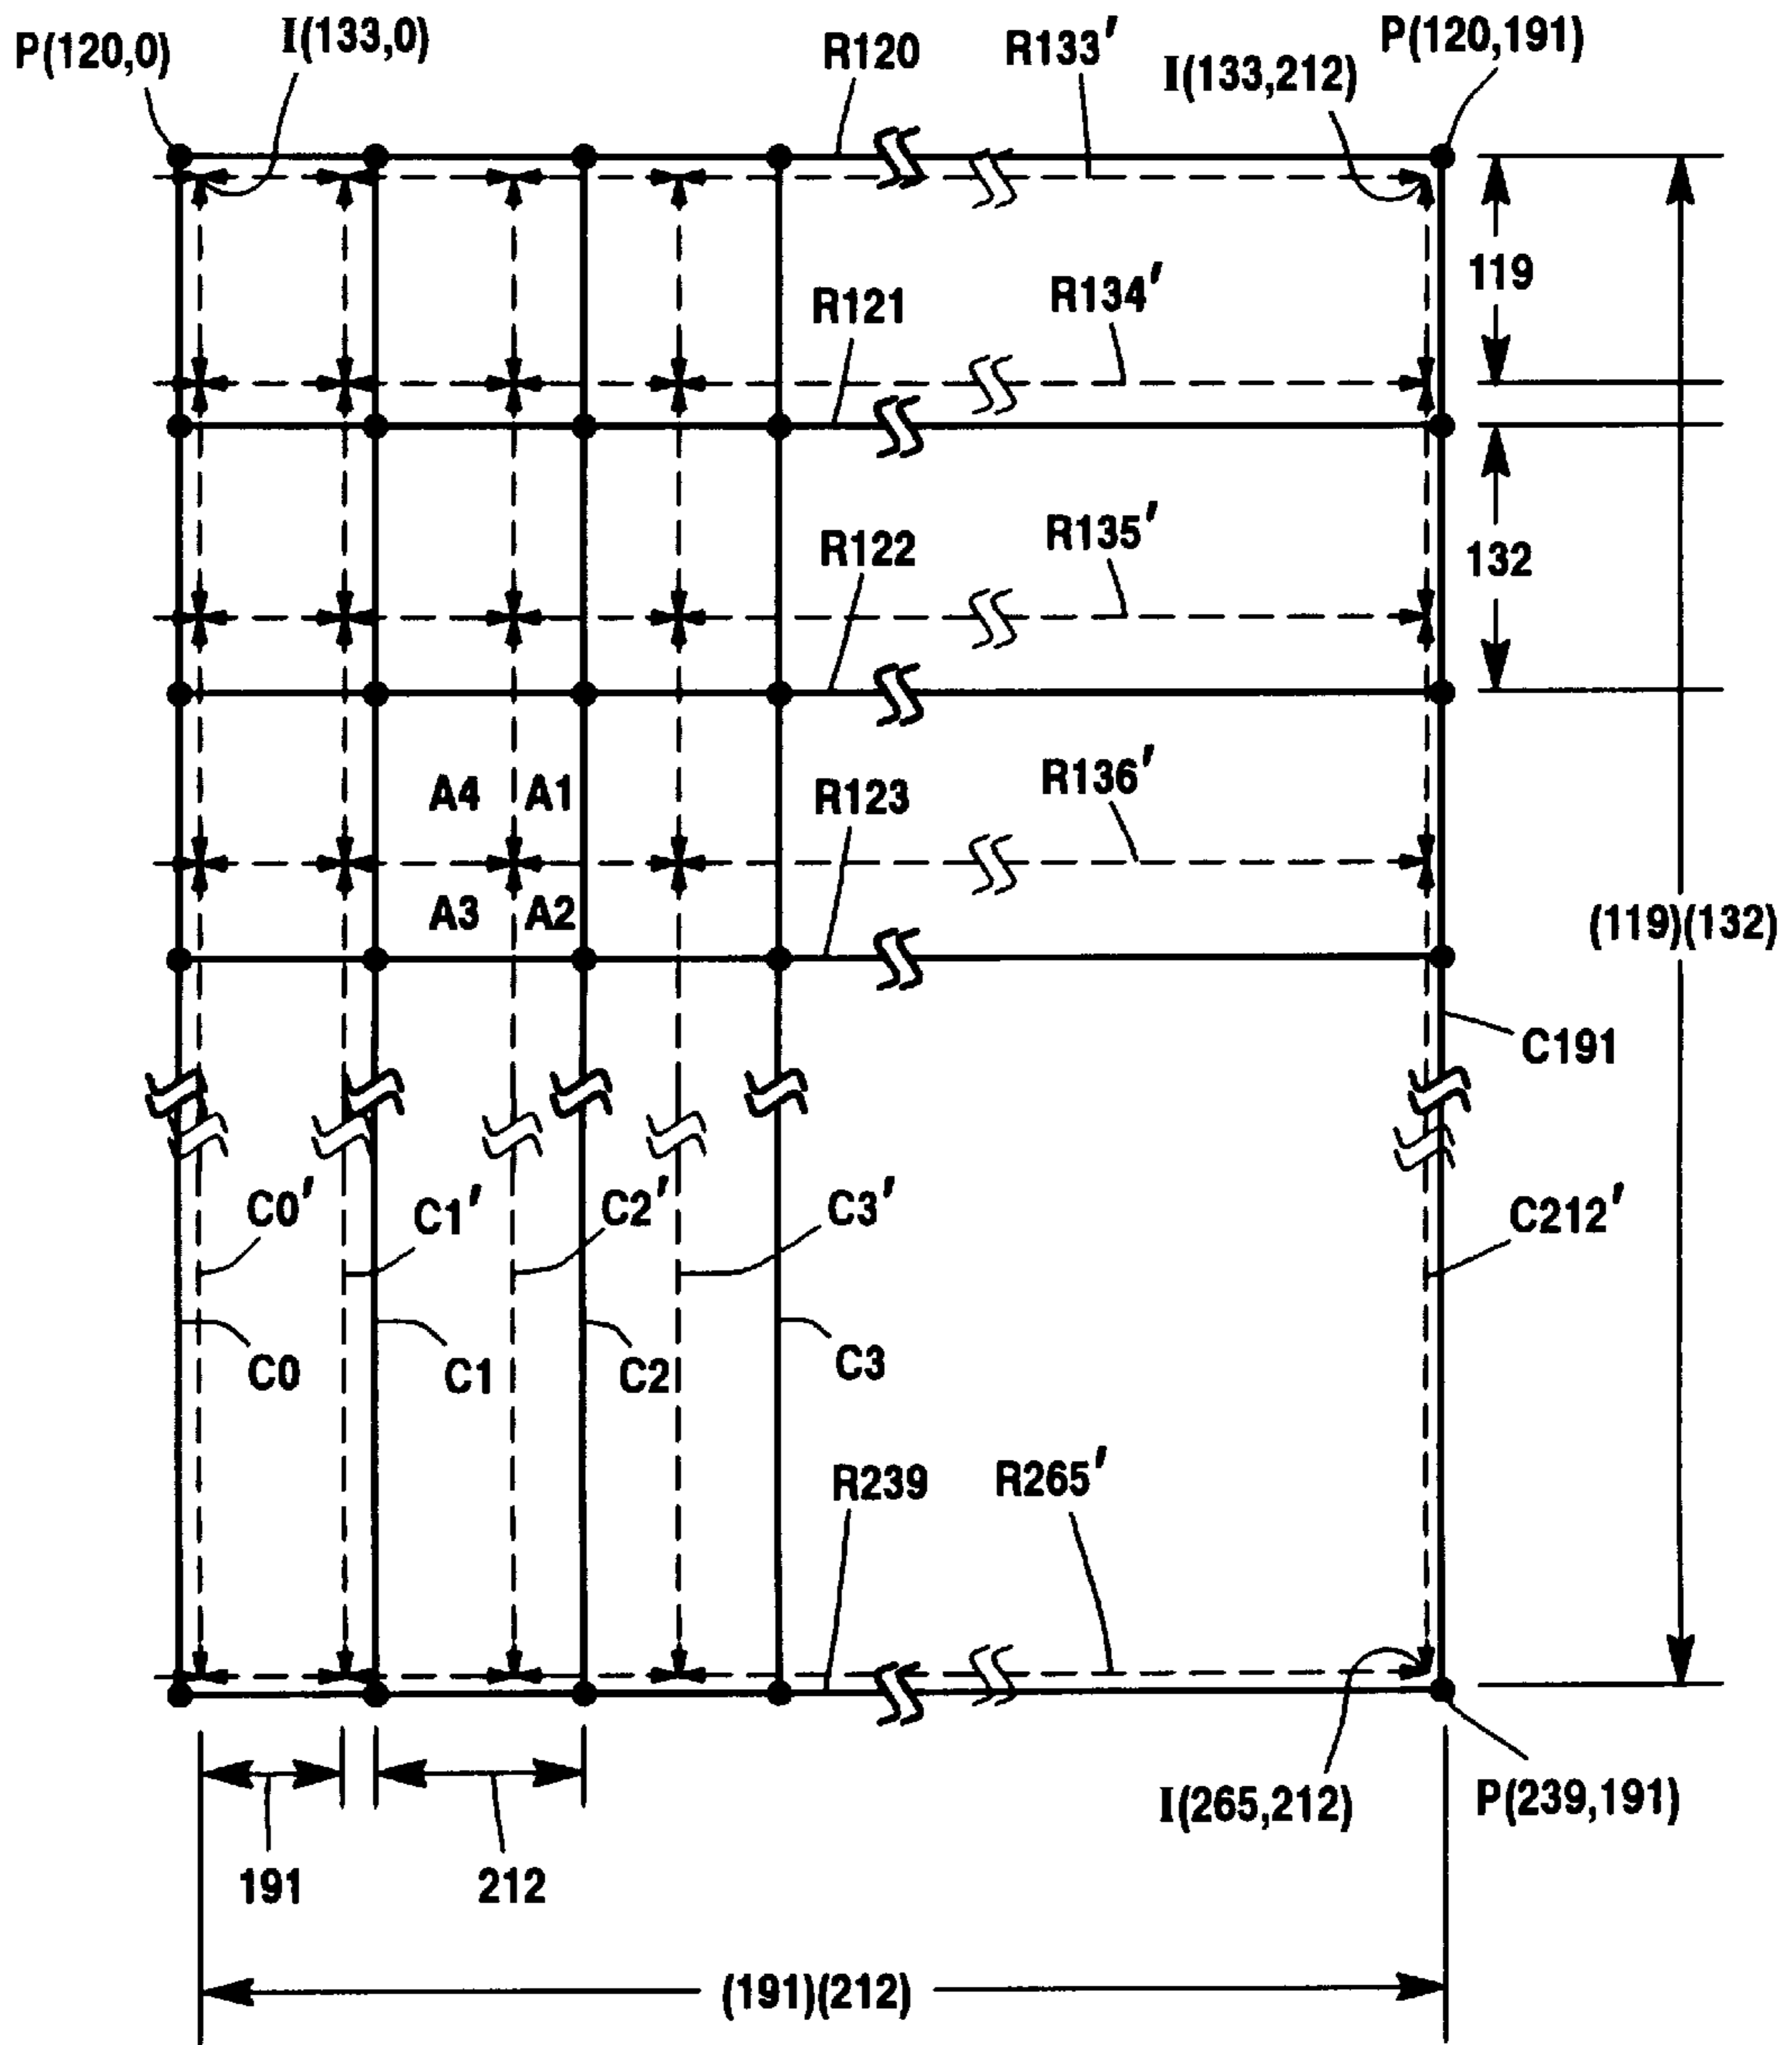 P(120,0)
I(133,0)
R120
R133′
I(133,212)
P(120,191)
119
R121
R134′
R122
R135′
132
A4 A1
R123
R136′
A3 A2
(119)(132)
C191
C0′
C1′
C2′
C3′
C212′
C0
C1
C2
C3
R239
R265′
I(265,212)
P(239,191)
191
212
(191)(212)